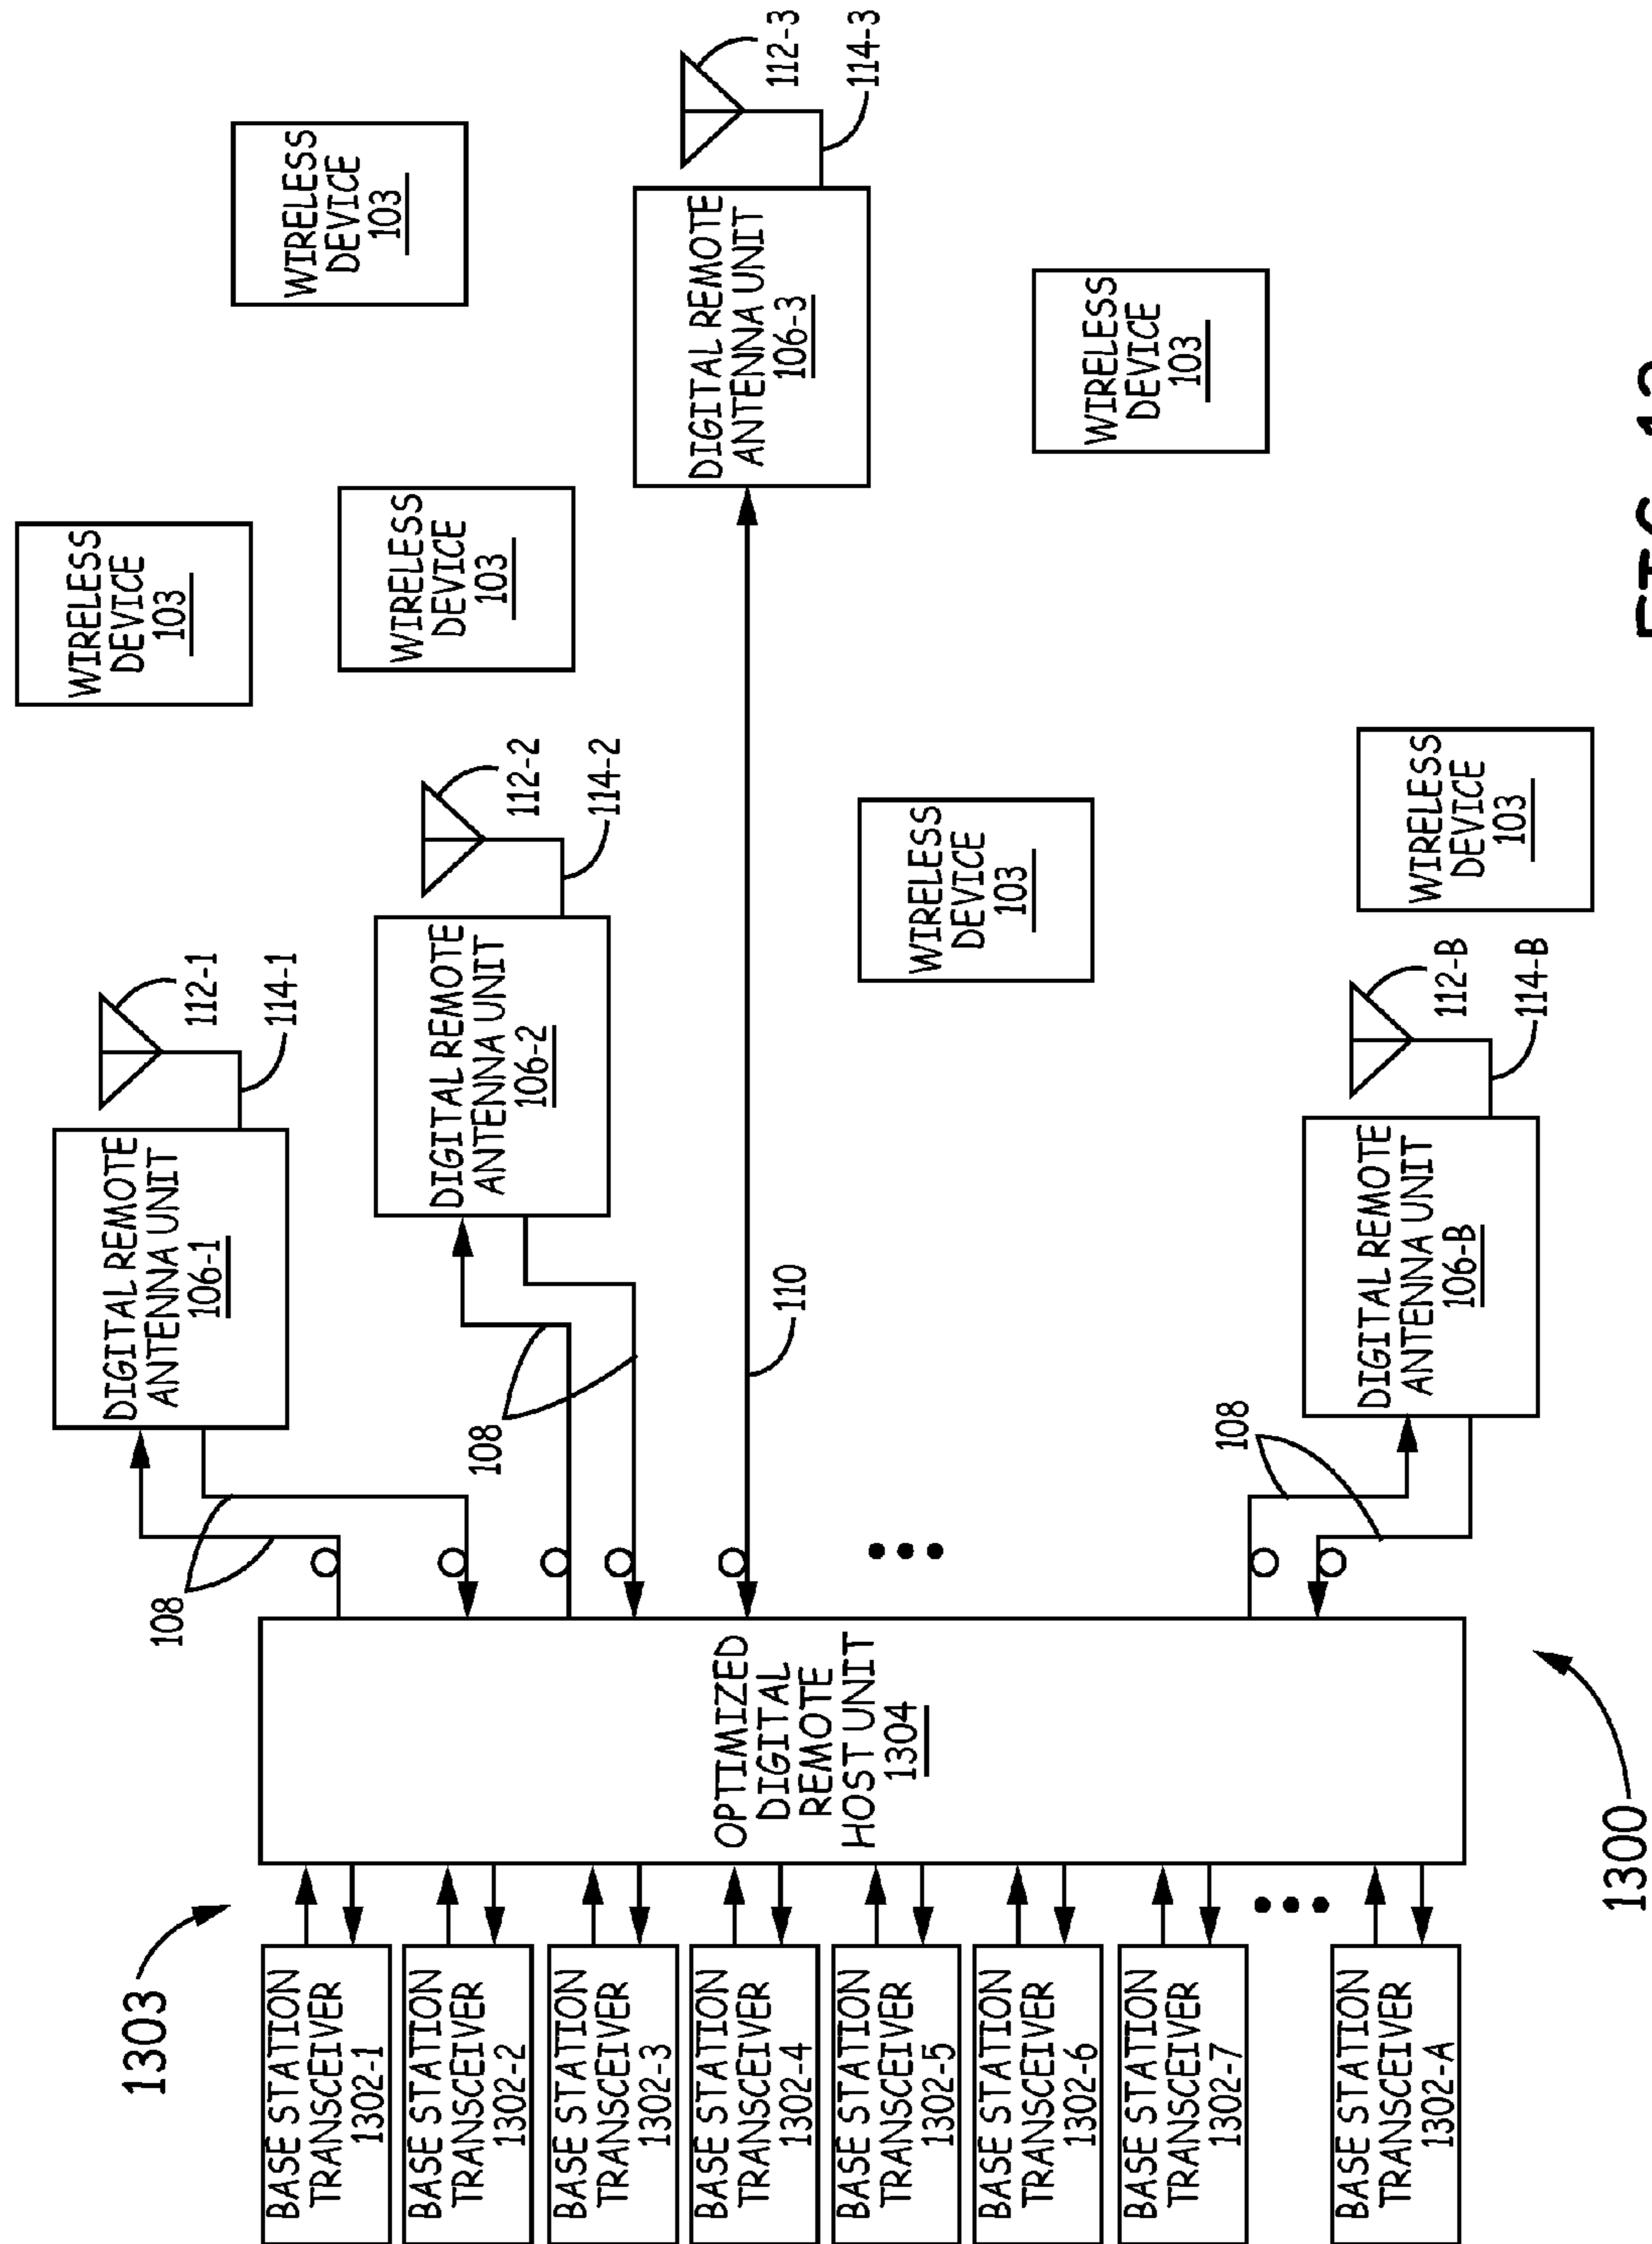 1303
BASE STATION
TRANSCEIVER
1302-1
BASE STATION
TRANSCEIVER
1302-2
BASE STATION
TRANSCEIVER
1302-3
BASE STATION
TRANSCEIVER
1302-4
BASE STATION
TRANSCEIVER
1302-5
BASE STATION
TRANSCEIVER
1302-6
BASE STATION
TRANSCEIVER
1302-7
BASE STATION
TRANSCEIVER
1302-A
OPTIMIZED
DIGITAL
REMOTE
HOST UNIT
1304
1300
108
108
110
108
DIGITAL REMOTE
ANTENNA UNIT
106-1
112-1
114-1
DIGITAL REMOTE
ANTENNA UNIT
106-2
112-2
114-2
DIGITAL REMOTE
ANTENNA UNIT
106-3
112-3
114-3
DIGITAL REMOTE
ANTENNA UNIT
106-B
112-B
114-B
WIRELESS
DEVICE
103
WIRELESS
DEVICE
103
WIRELESS
DEVICE
103
WIRELESS
DEVICE
103
WIRELESS
DEVICE
103
WIRELESS
DEVICE
103